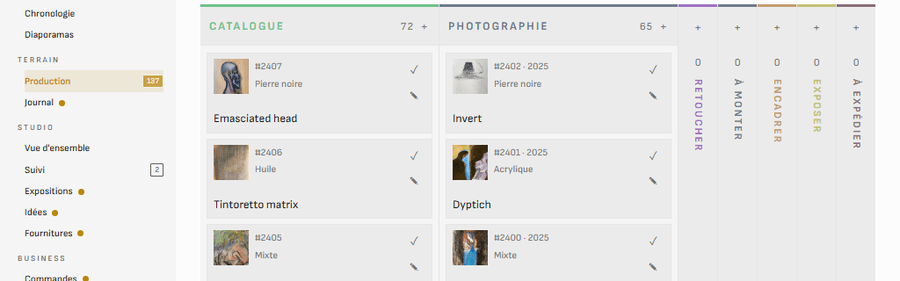 Chronologie
Diaporamas
TERRAIN
Production 137
Journal
STUDIO
Vue d'ensemble
Suivi 2
Expositions
Idées
Fournitures
BUSINESS
Commandes
CATALOGUE 72 +
#2407
Pierre noire
Emasciated head
#2406
Huile
Tintoretto matrix
#2405
Mixte
PHOTOGRAPHIE 65 +
#2402 · 2025
Pierre noire
Invert
#2401 · 2025
Acrylique
Dyptich
#2400 · 2025
Mixte
+
0
RETOUCHER
+
0
À MONTER
+
0
ENCADRER
+
0
EXPOSER
+
0
À EXPÉDIER